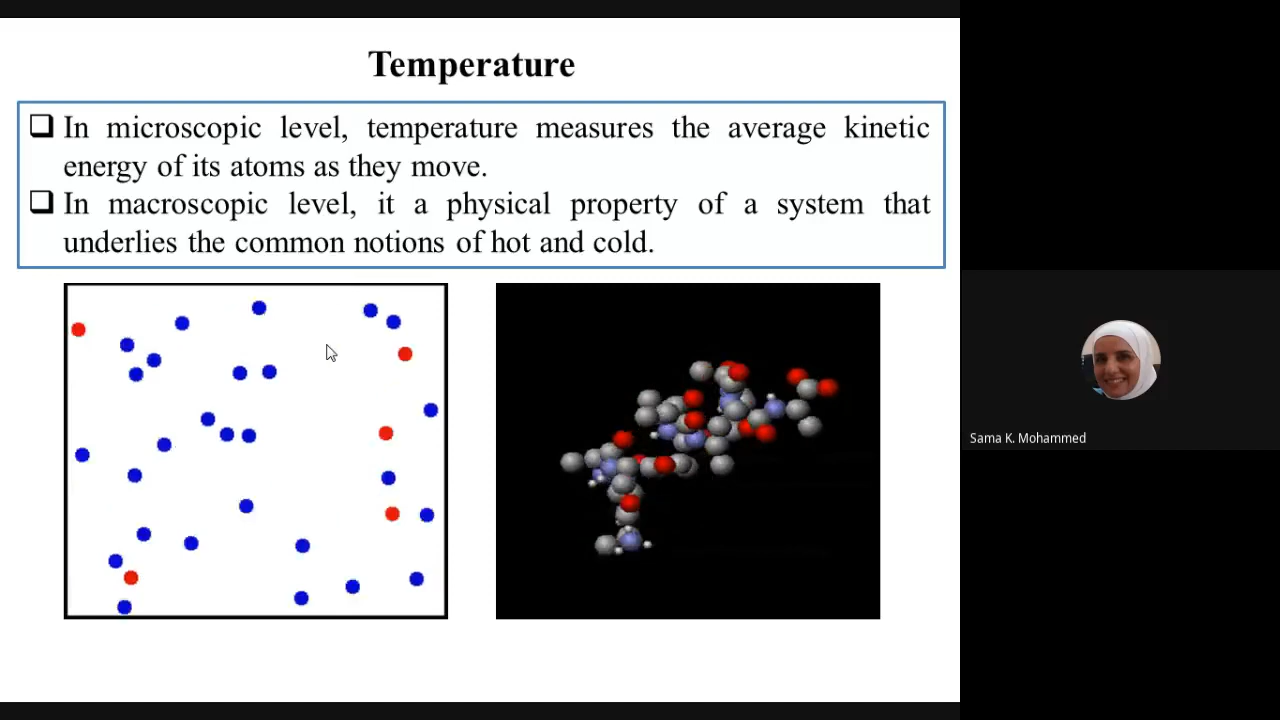 Temperature
In microscopic level, temperature measures the average kinetic
energy of its atoms as they move.
In macroscopic level, it a physical property of a system that
underlies the common notions of hot and cold.
Sama K. Mohammed